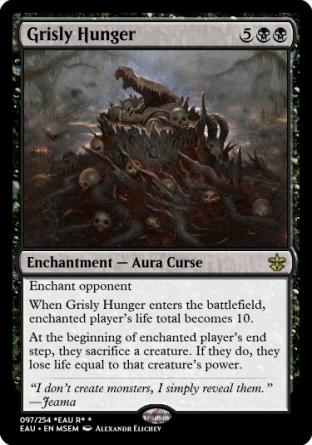 Grisly Hunger 5
Enchantment — Aura Curse
Enchant opponent
When Grisly Hunger enters the battlefield,
enchanted player's life total becomes 10.
At the beginning of enchanted player's end
step, they sacrifice a creature. If they do, they
lose life equal to that creature's power.
"I don't create monsters, I simply reveal them."
—Jeama
097/254 *EAU R* *
EAU • EN MSEM Alexandr Elichev